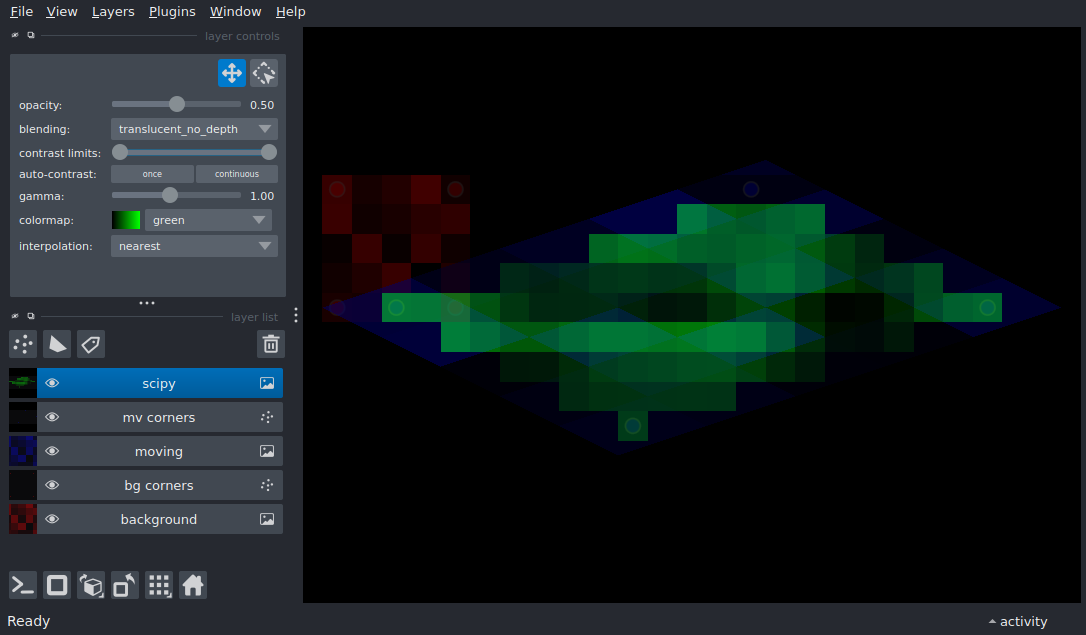 File View Layers Plugins Window Help
layer controls
opacity: 0.50
blending: translucent_no_depth
contrast limits:
auto-contrast: once continuous
gamma: 1.00
colormap: green
interpolation: nearest
layer list
scipy
mv corners
moving
bg corners
background
Ready activity